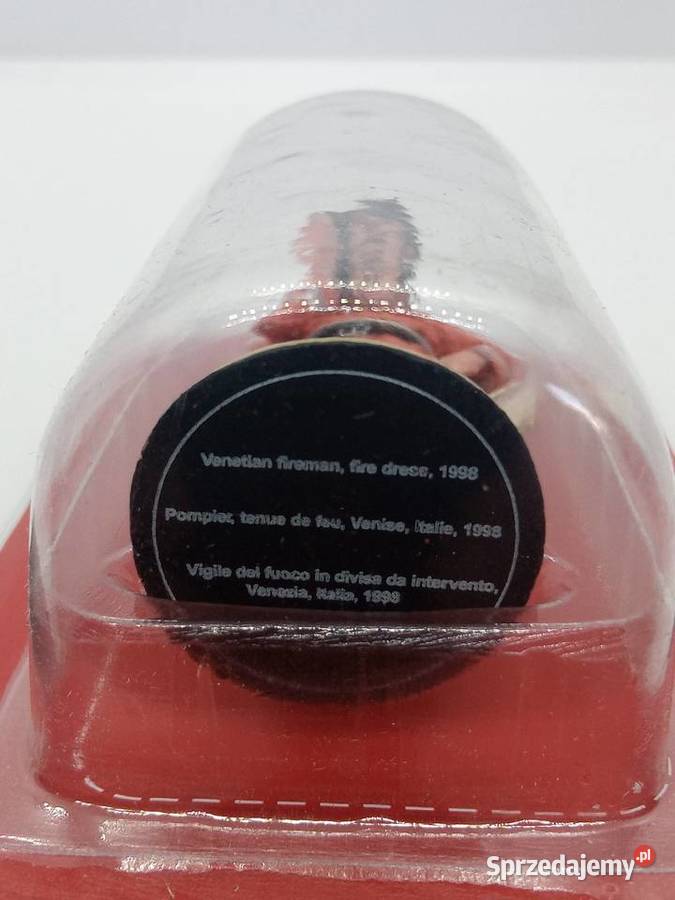 Venetian fireman, fire dress, 1998
Pompier, tenue de feu, Venise, Italie, 1998
Vigile del fuoco in divisa da intervento,
Venezia, Italia, 1998
Sprzedajemy.pl